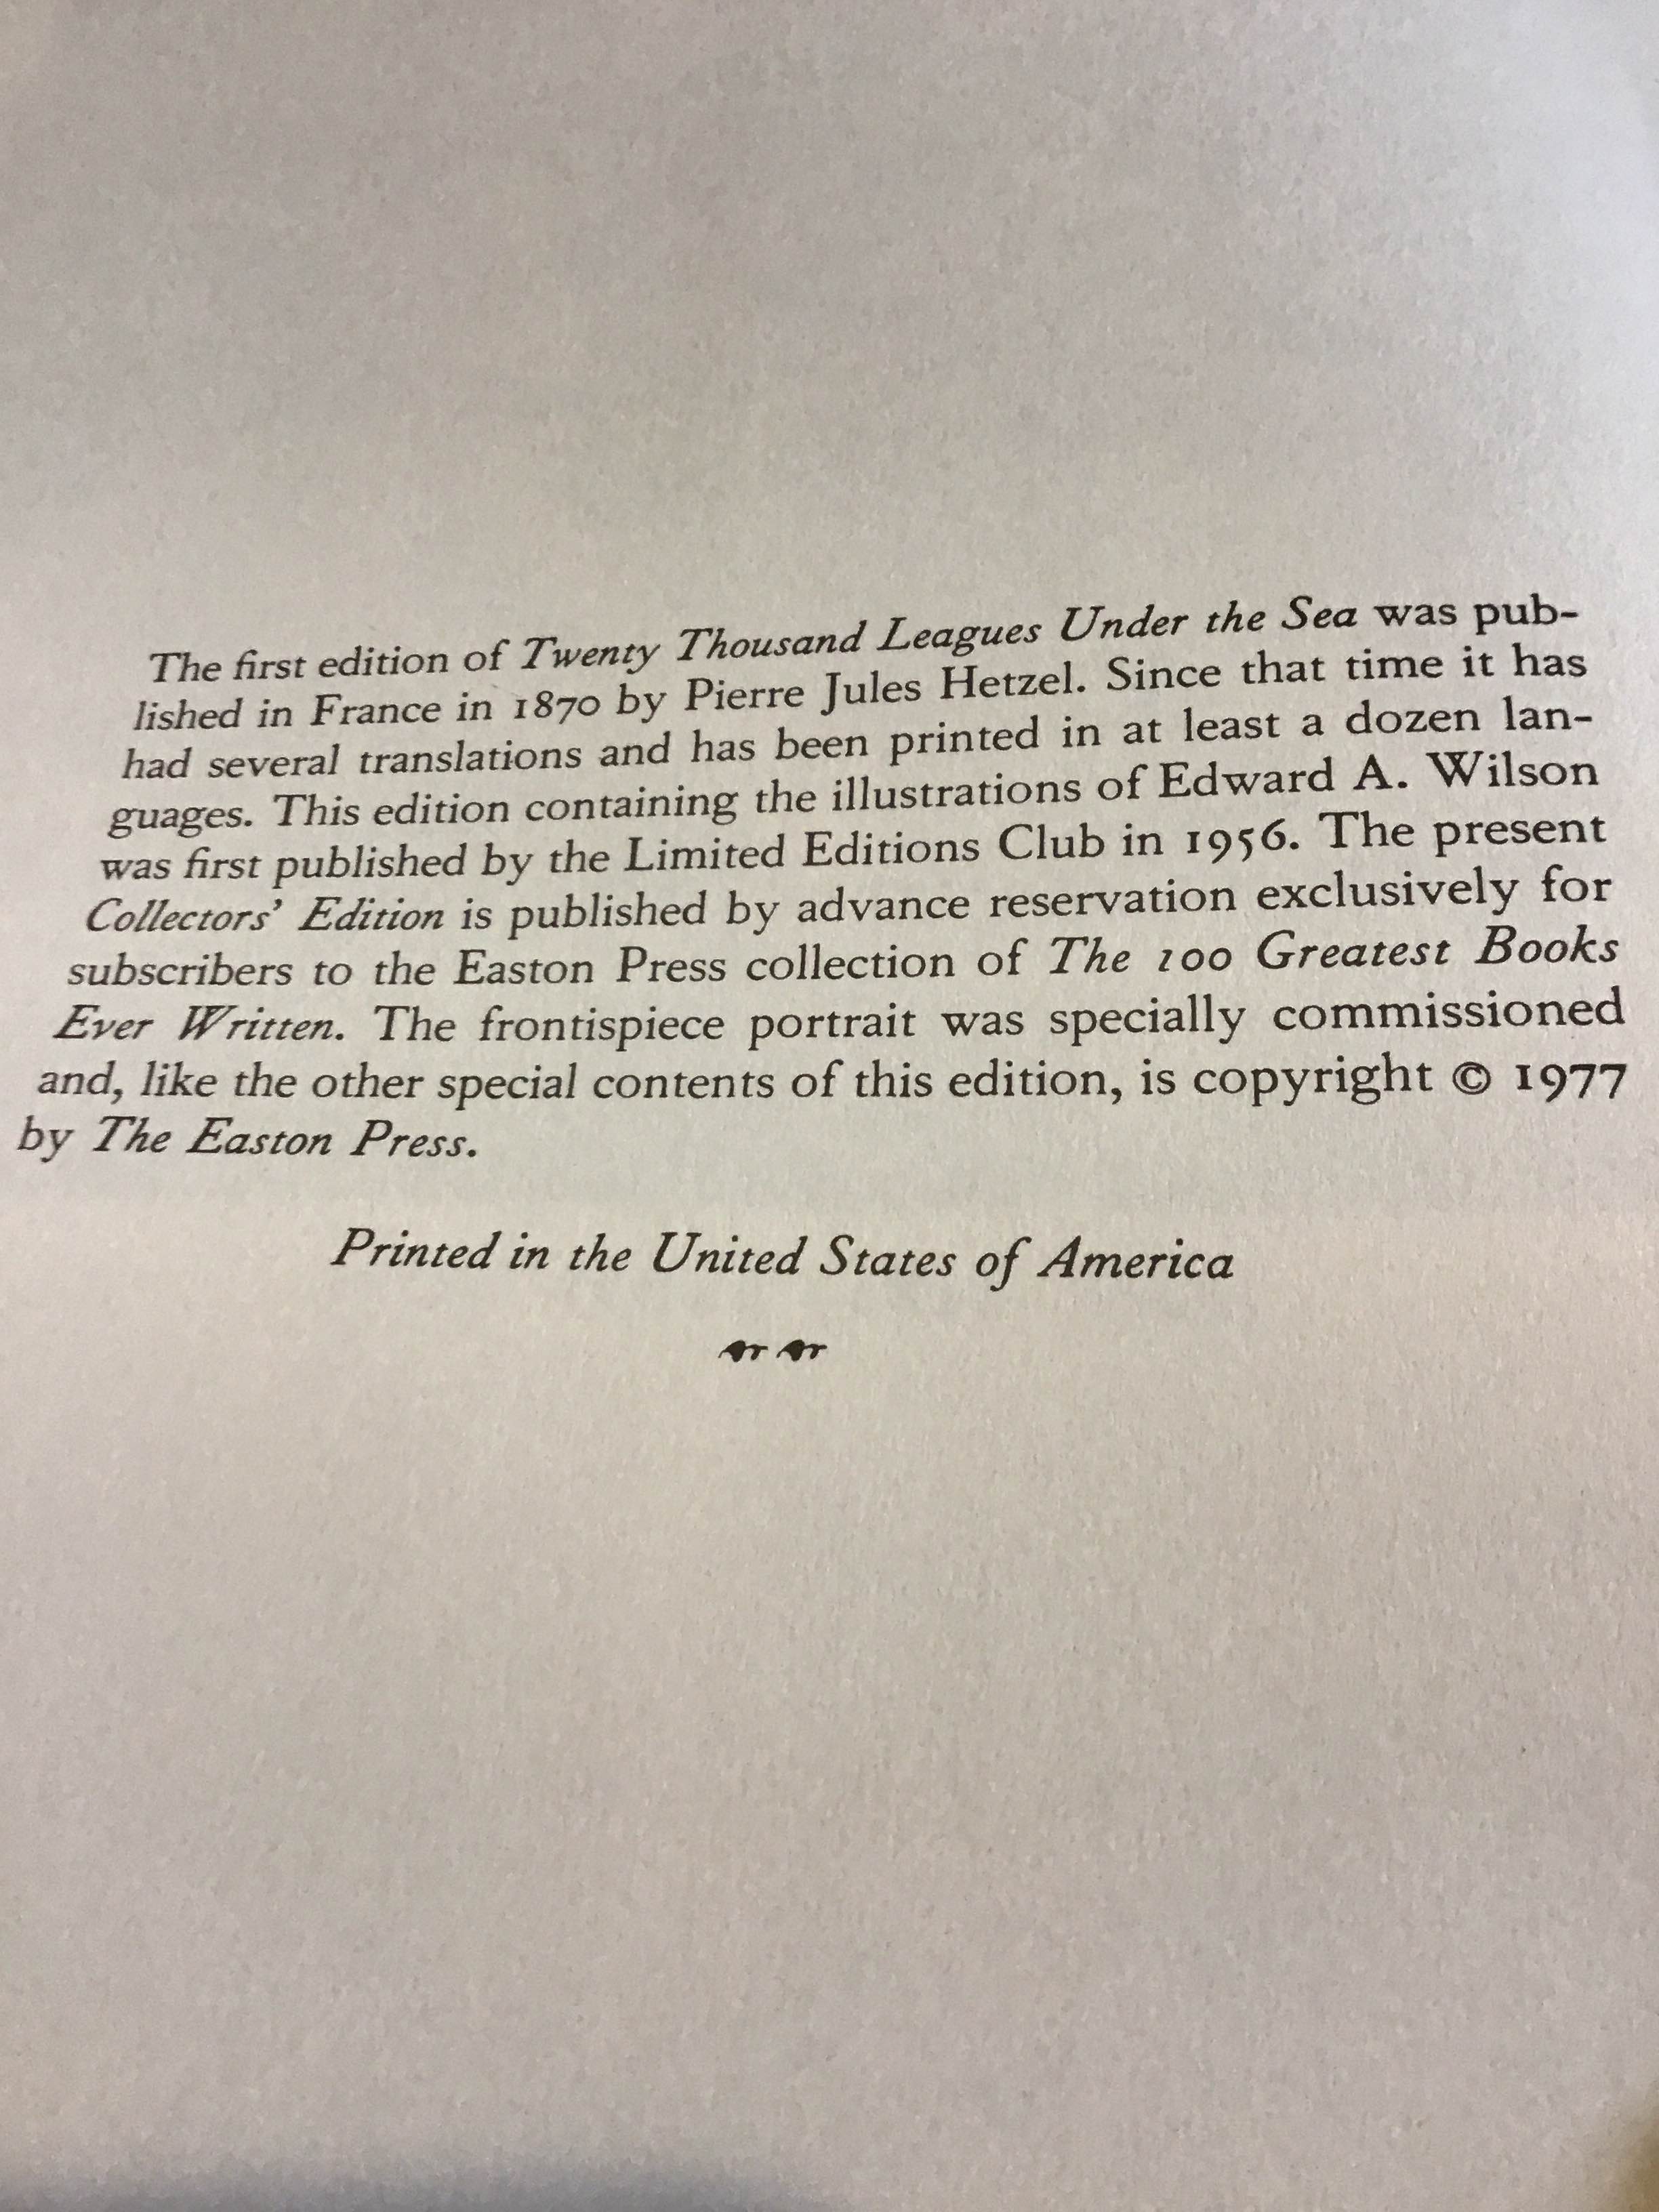 The first edition of Twenty Thousand Leagues Under the Sea was pub-
lished in France in 1870 by Pierre Jules Hetzel. Since that time it has
had several translations and has been printed in at least a dozen lan-
guages. This edition containing the illustrations of Edward A. Wilson
was first published by the Limited Editions Club in 1956. The present
Collectors' Edition is published by advance reservation exclusively for
subscribers to the Easton Press collection of The 100 Greatest Books
Ever Written. The frontispiece portrait was specially commissioned
and, like the other special contents of this edition, is copyright © 1977
by The Easton Press.
Printed in the United States of America